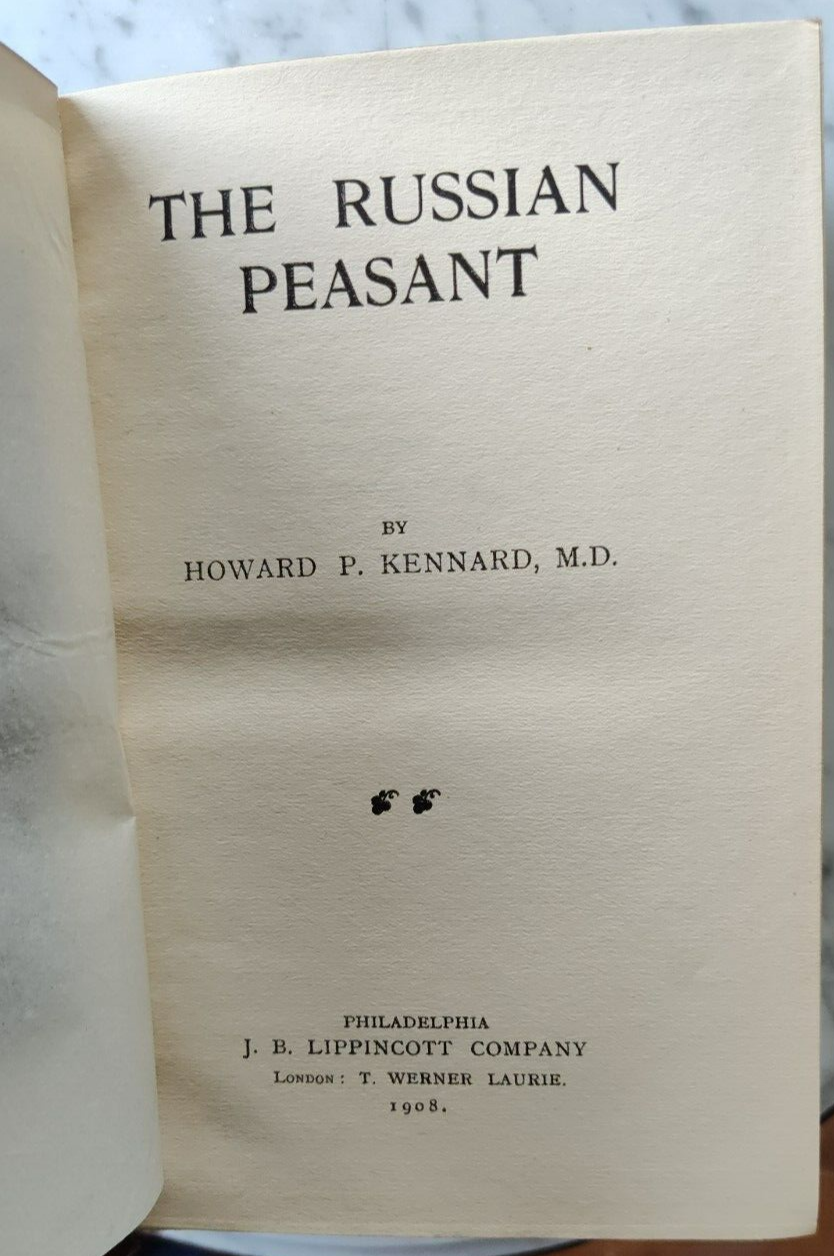 THE RUSSIAN
PEASANT
BY
HOWARD P. KENNARD, M.D.
PHILADELPHIA
J. B. LIPPINCOTT COMPANY
LONDON: T. WERNER LAURIE.
1908.